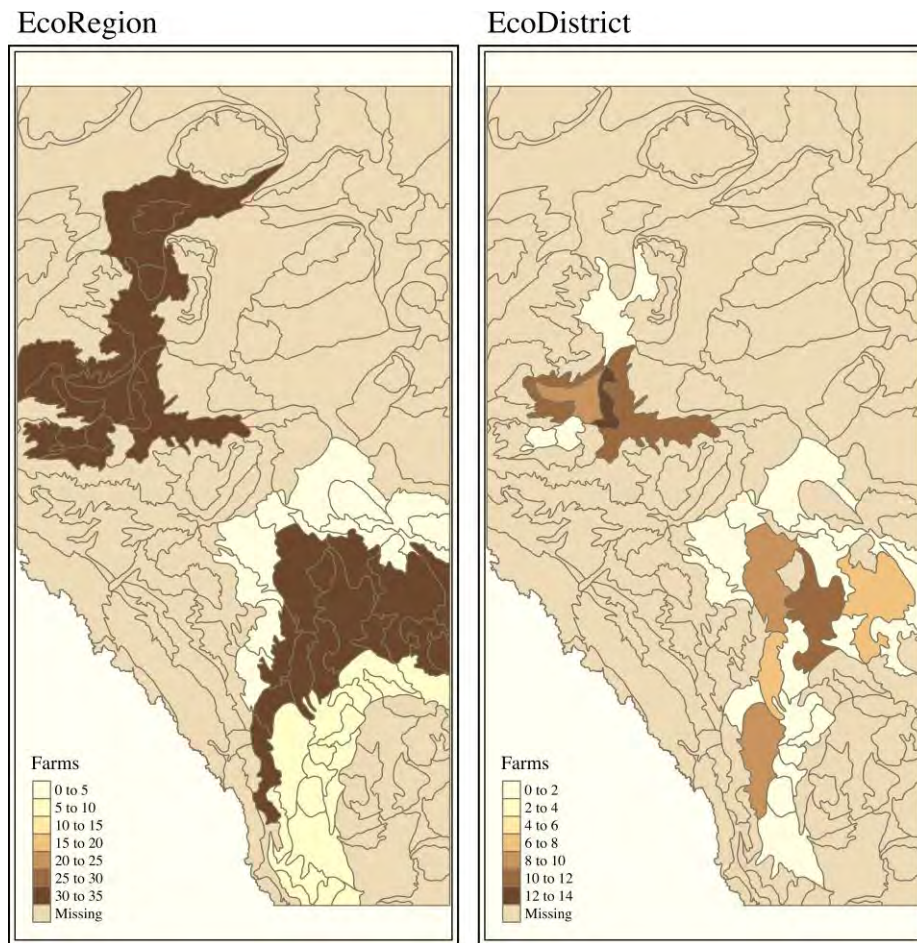 EcoRegion
Farms
0 to 5
5 to 10
10 to 15
15 to 20
20 to 25
25 to 30
30 to 35
Missing
EcoDistrict
Farms
0 to 2
2 to 4
4 to 6
6 to 8
8 to 10
10 to 12
12 to 14
Missing